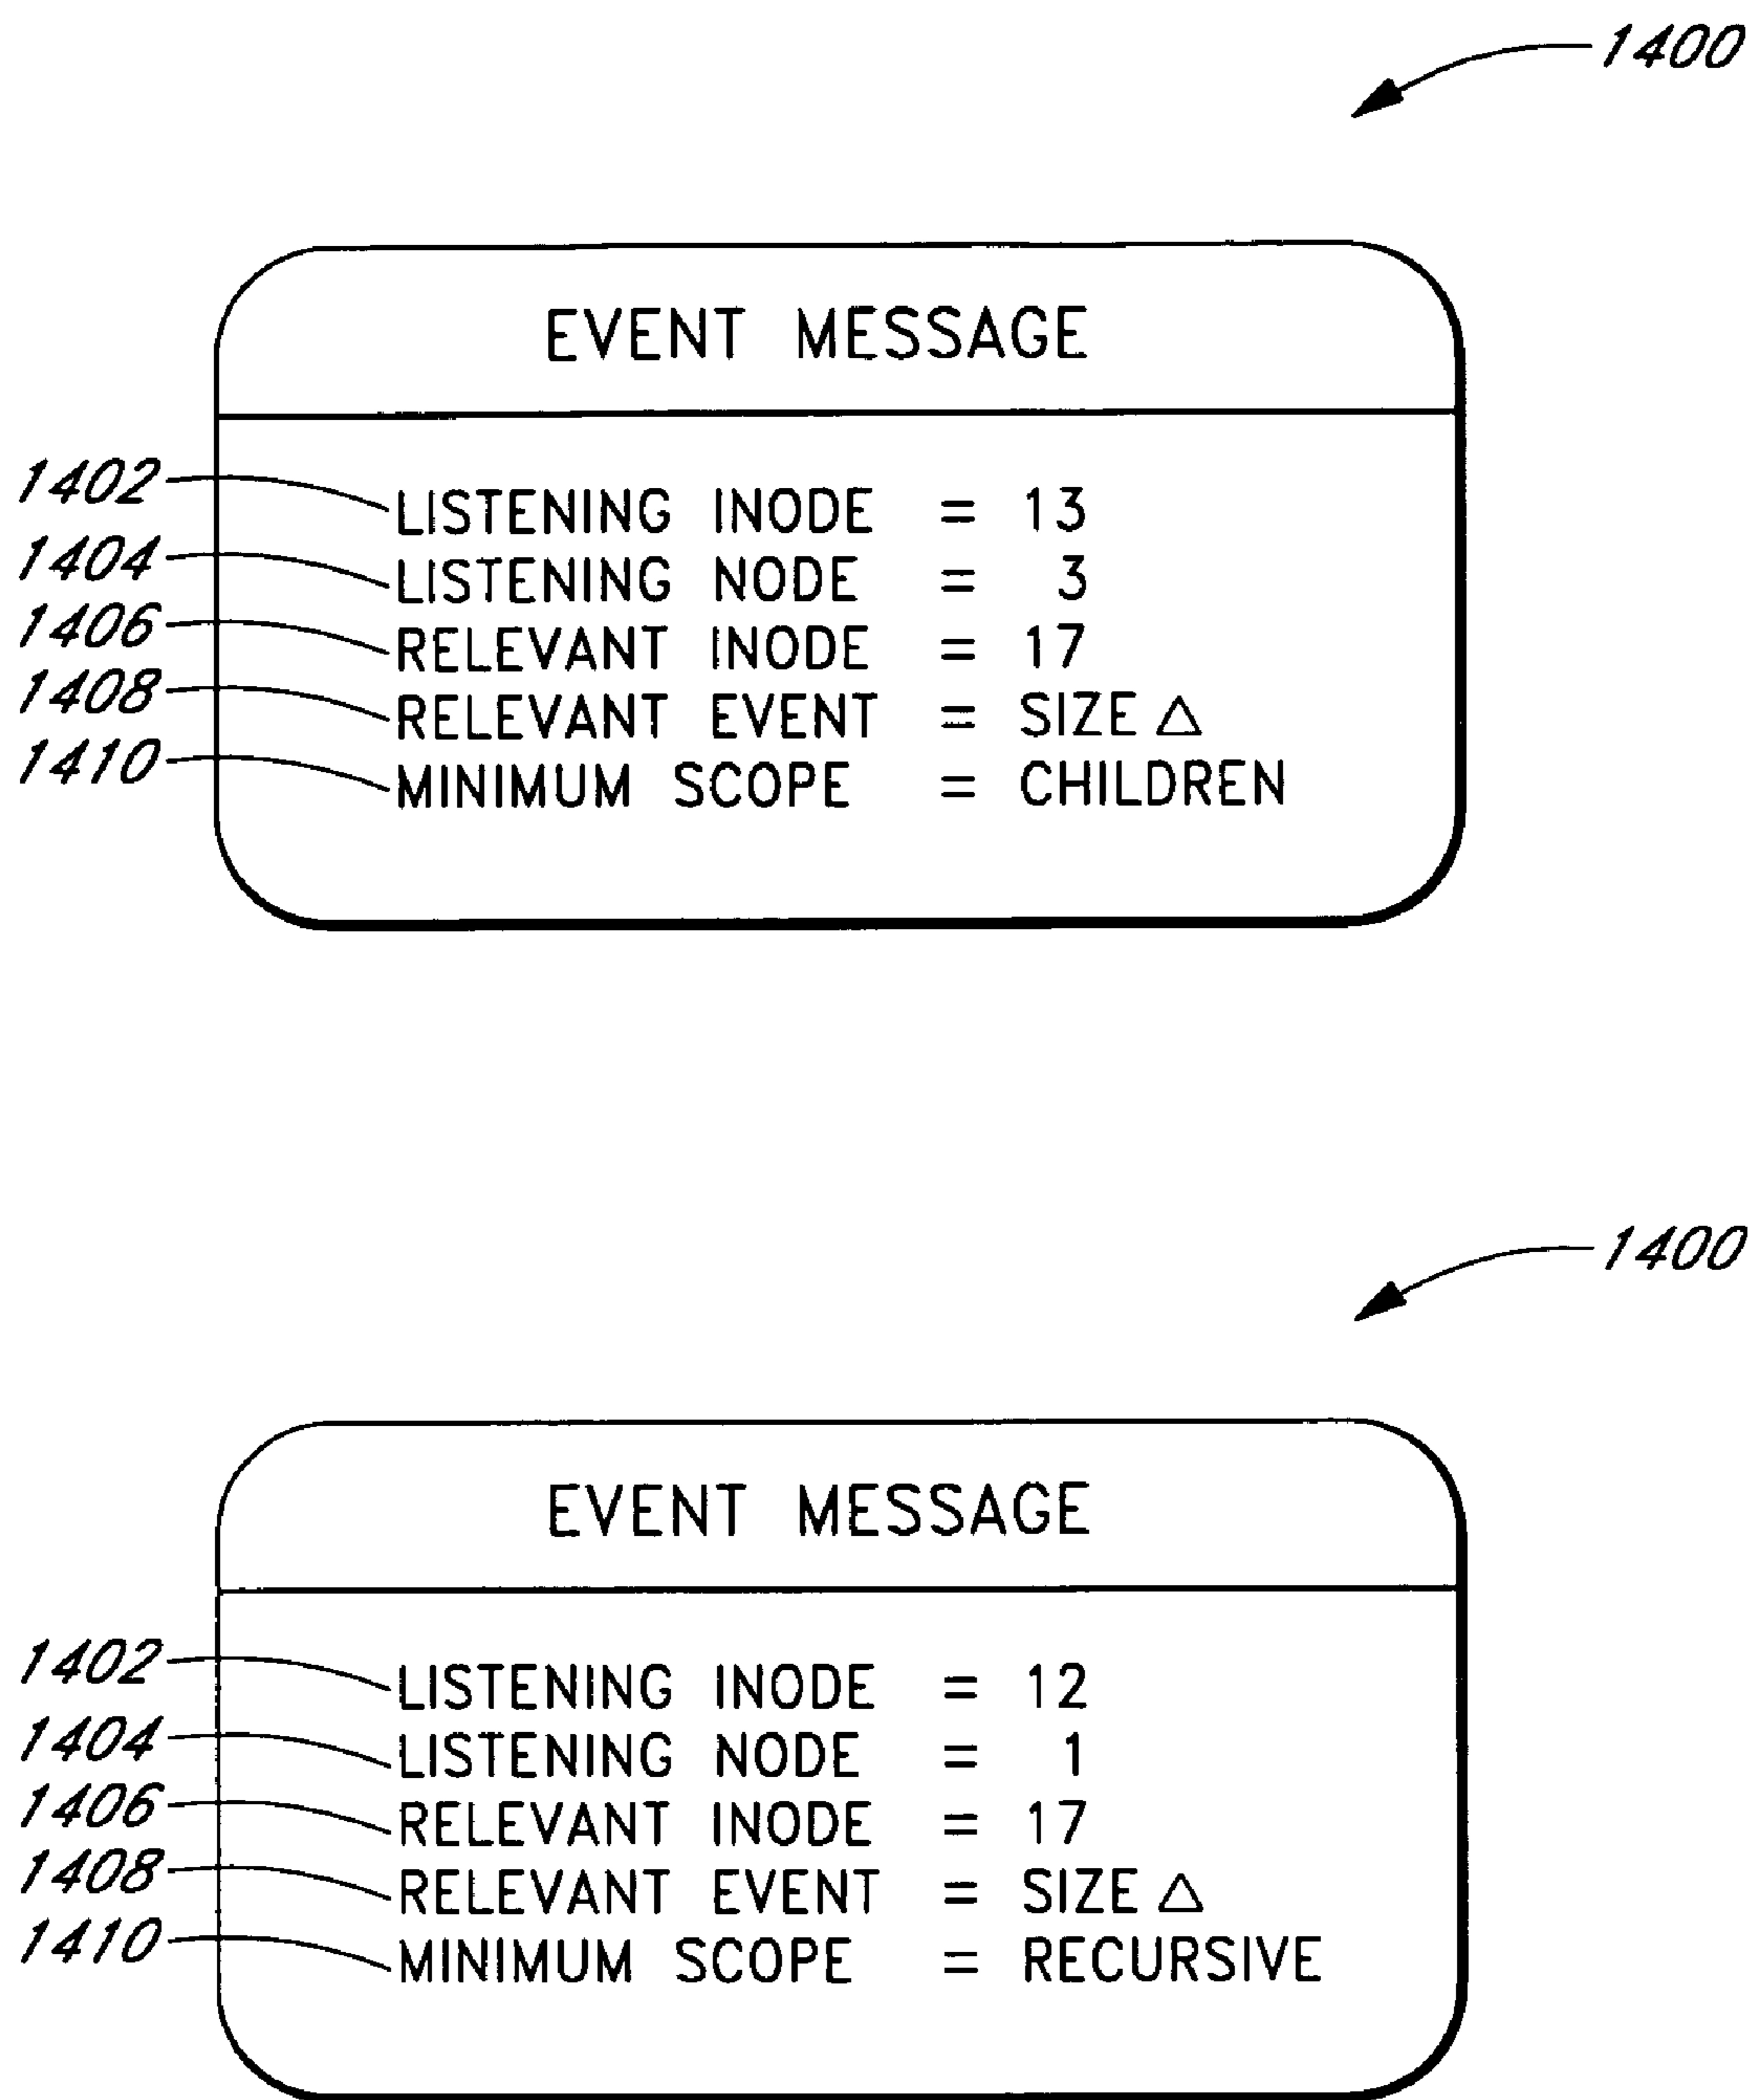 1400
EVENT MESSAGE
1402 LISTENING INODE = 13
1404 LISTENING NODE = 3
1406 RELEVANT INODE = 17
1408 RELEVANT EVENT = SIZE △
1410 MINIMUM SCOPE = CHILDREN
1400
EVENT MESSAGE
1402 LISTENING INODE = 12
1404 LISTENING NODE = 1
1406 RELEVANT INODE = 17
1408 RELEVANT EVENT = SIZE △
1410 MINIMUM SCOPE = RECURSIVE